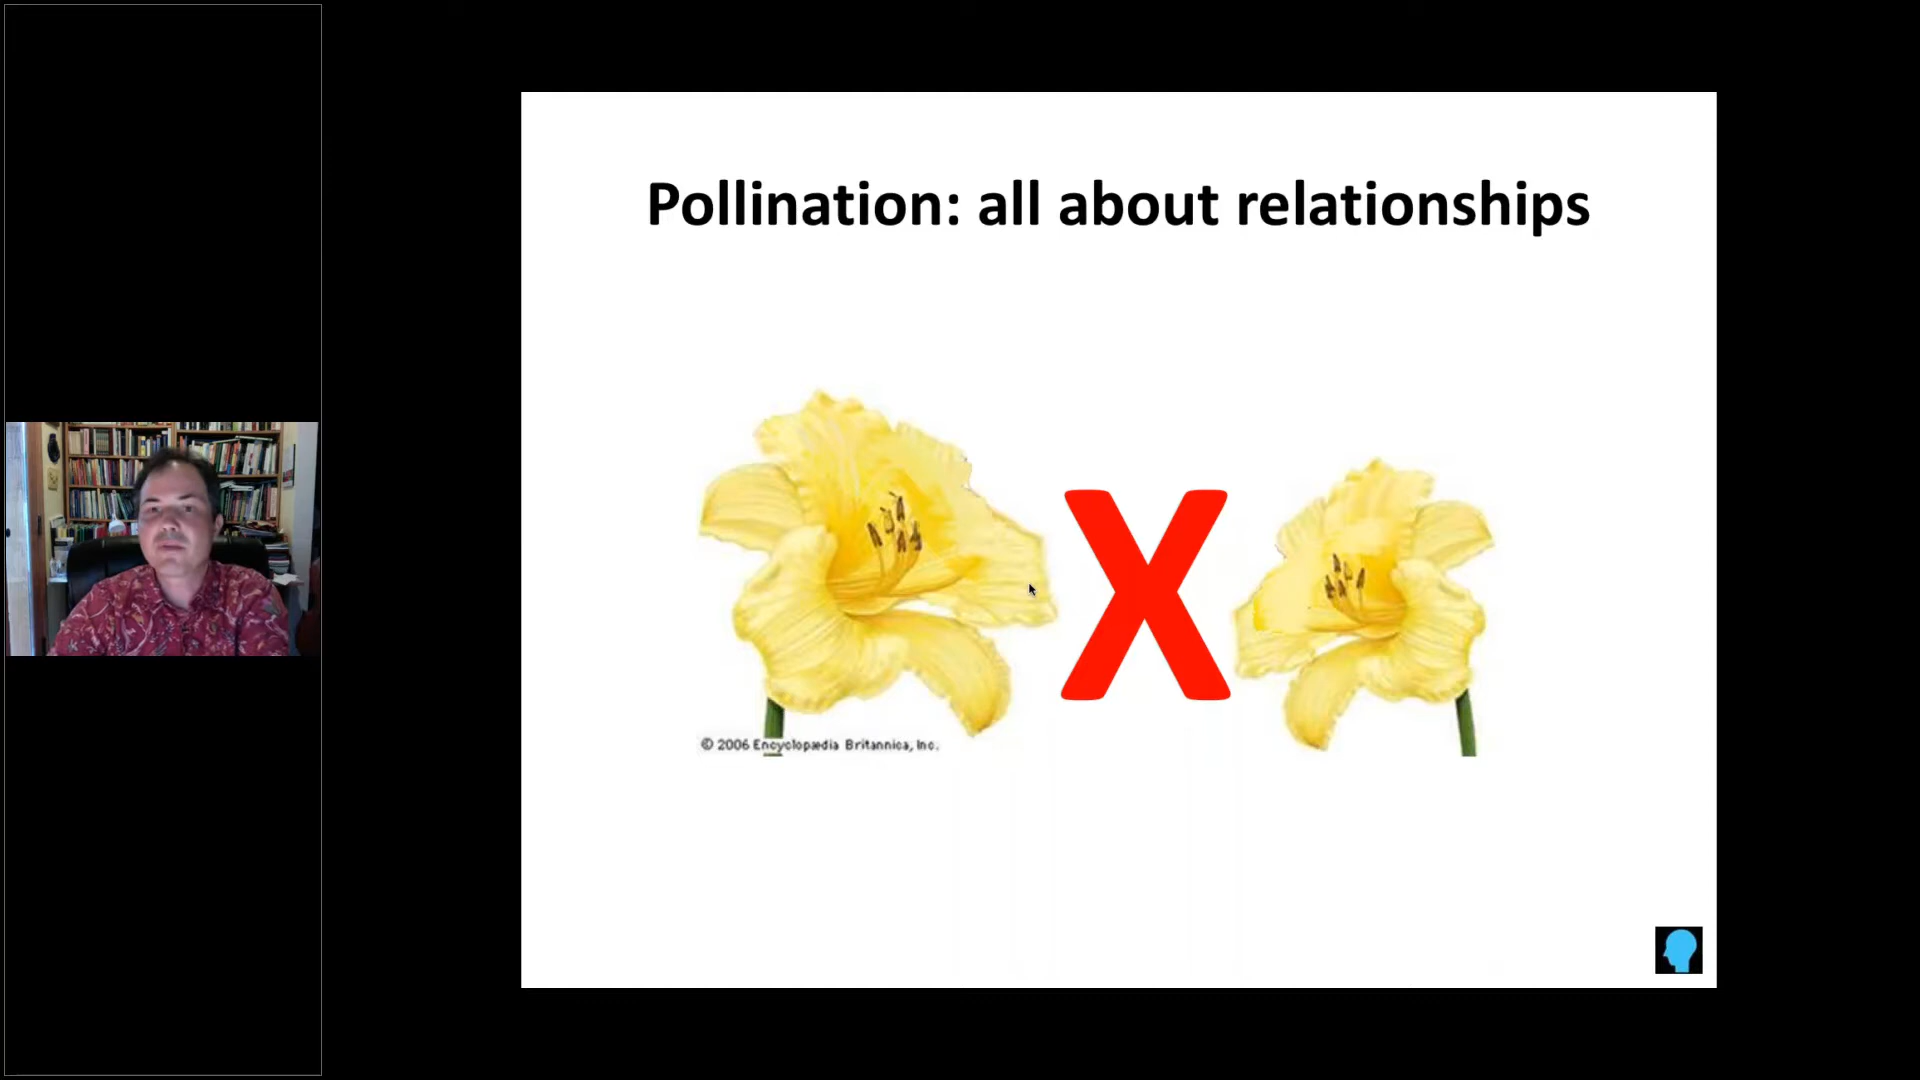 Pollination: all about relationships
X
© 2006 Encyclopædia Britannica, Inc.